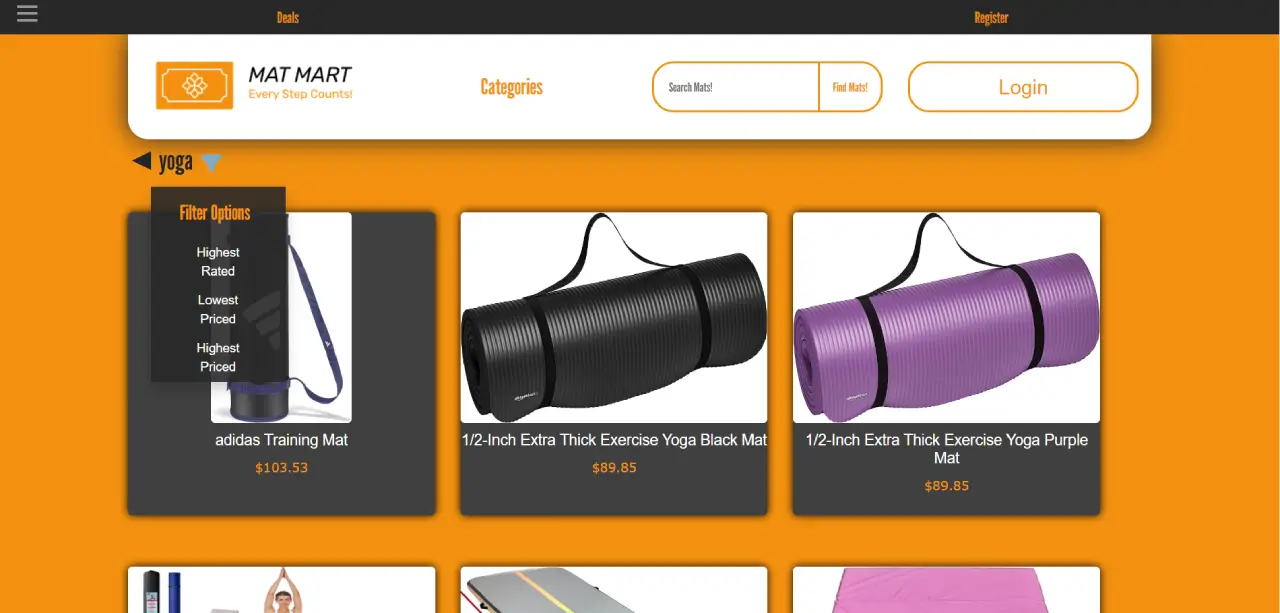 Deals
Register
MAT MART
Every Step Counts!
Categories
Search Mats!
Find Mats!
Login
yoga
Filter Options
Highest
Rated
Lowest
Priced
Highest
Priced
adidas Training Mat
$103.53
1/2-Inch Extra Thick Exercise Yoga Black Mat
$89.85
1/2-Inch Extra Thick Exercise Yoga Purple
Mat
$89.85